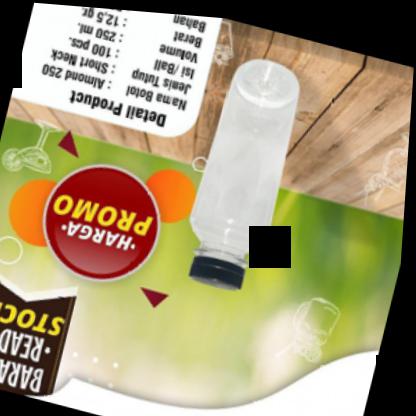 Detail Product
Nama Botol : Almond 250
Jenis Tutup : Short Neck
Isi / Ball : 100 pcs.
Volume : 250 ml.
Berat : 12,5 gr.
Bahan
•HARGA•
PROMO
BARA
•READ
STOC